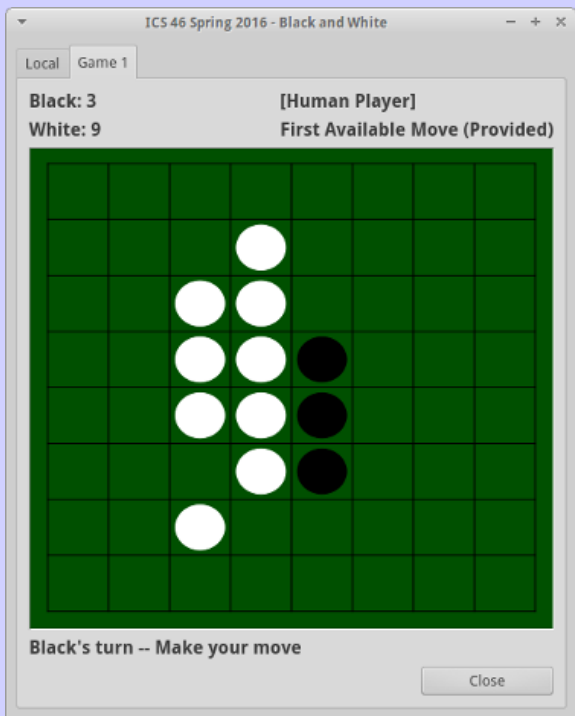 ICS 46 Spring 2016 - Black and White
Local Game 1
Black: 3 [Human Player]
White: 9 First Available Move (Provided)
Black's turn -- Make your move
Close